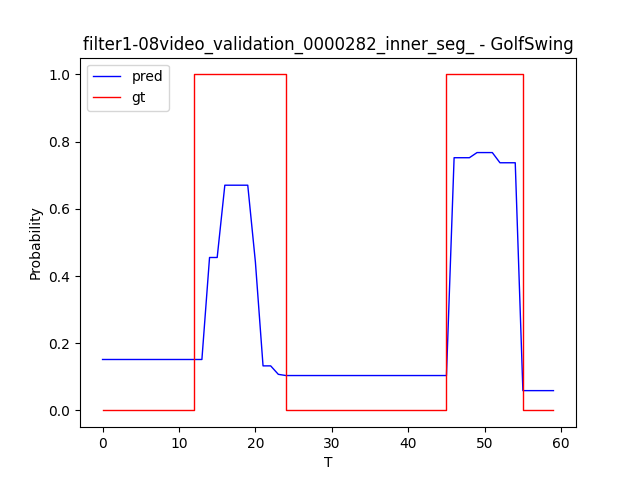 filter1-08video_validation_0000282_inner_seg_ - GolfSwing
pred
gt
1.0
0.8
0.6
0.4
0.2
0.0
Probability
0 10 20 30 40 50 60
T